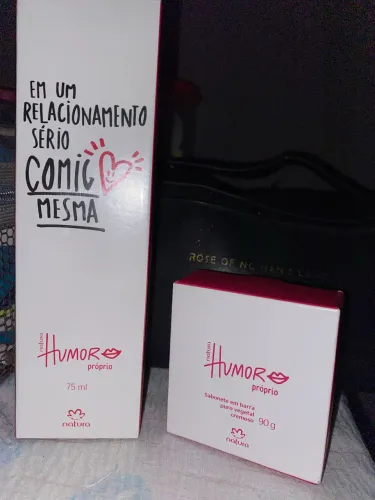 EM UM
RELACIONAMENTO
SÉRIO
COMIG
MESMA
natura
HUMOR
próprio
75 ml
natura
ROSE OF NO MAN'S LAND
natura
HUMOR
próprio
Sabonete em barra
puro vegetal
cremoso 90 g
natura